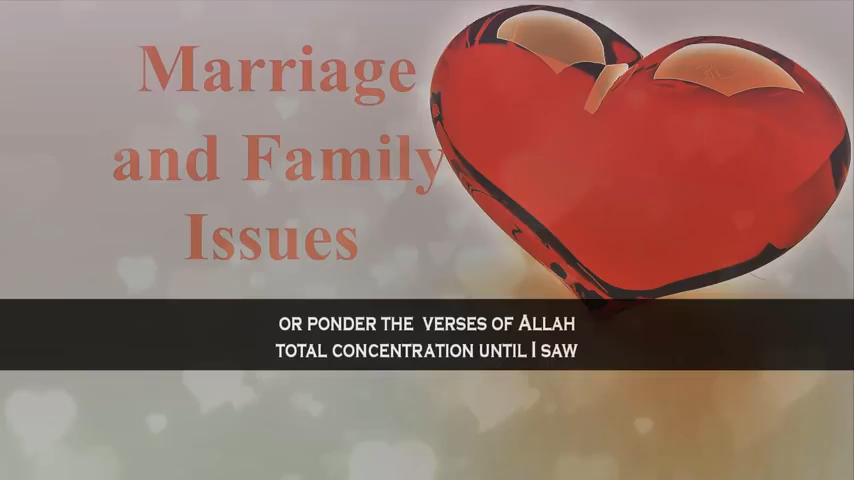 Marriage
and Family
Issues
OR PONDER THE VERSES OF ALLAH
TOTAL CONCENTRATION UNTIL I SAW